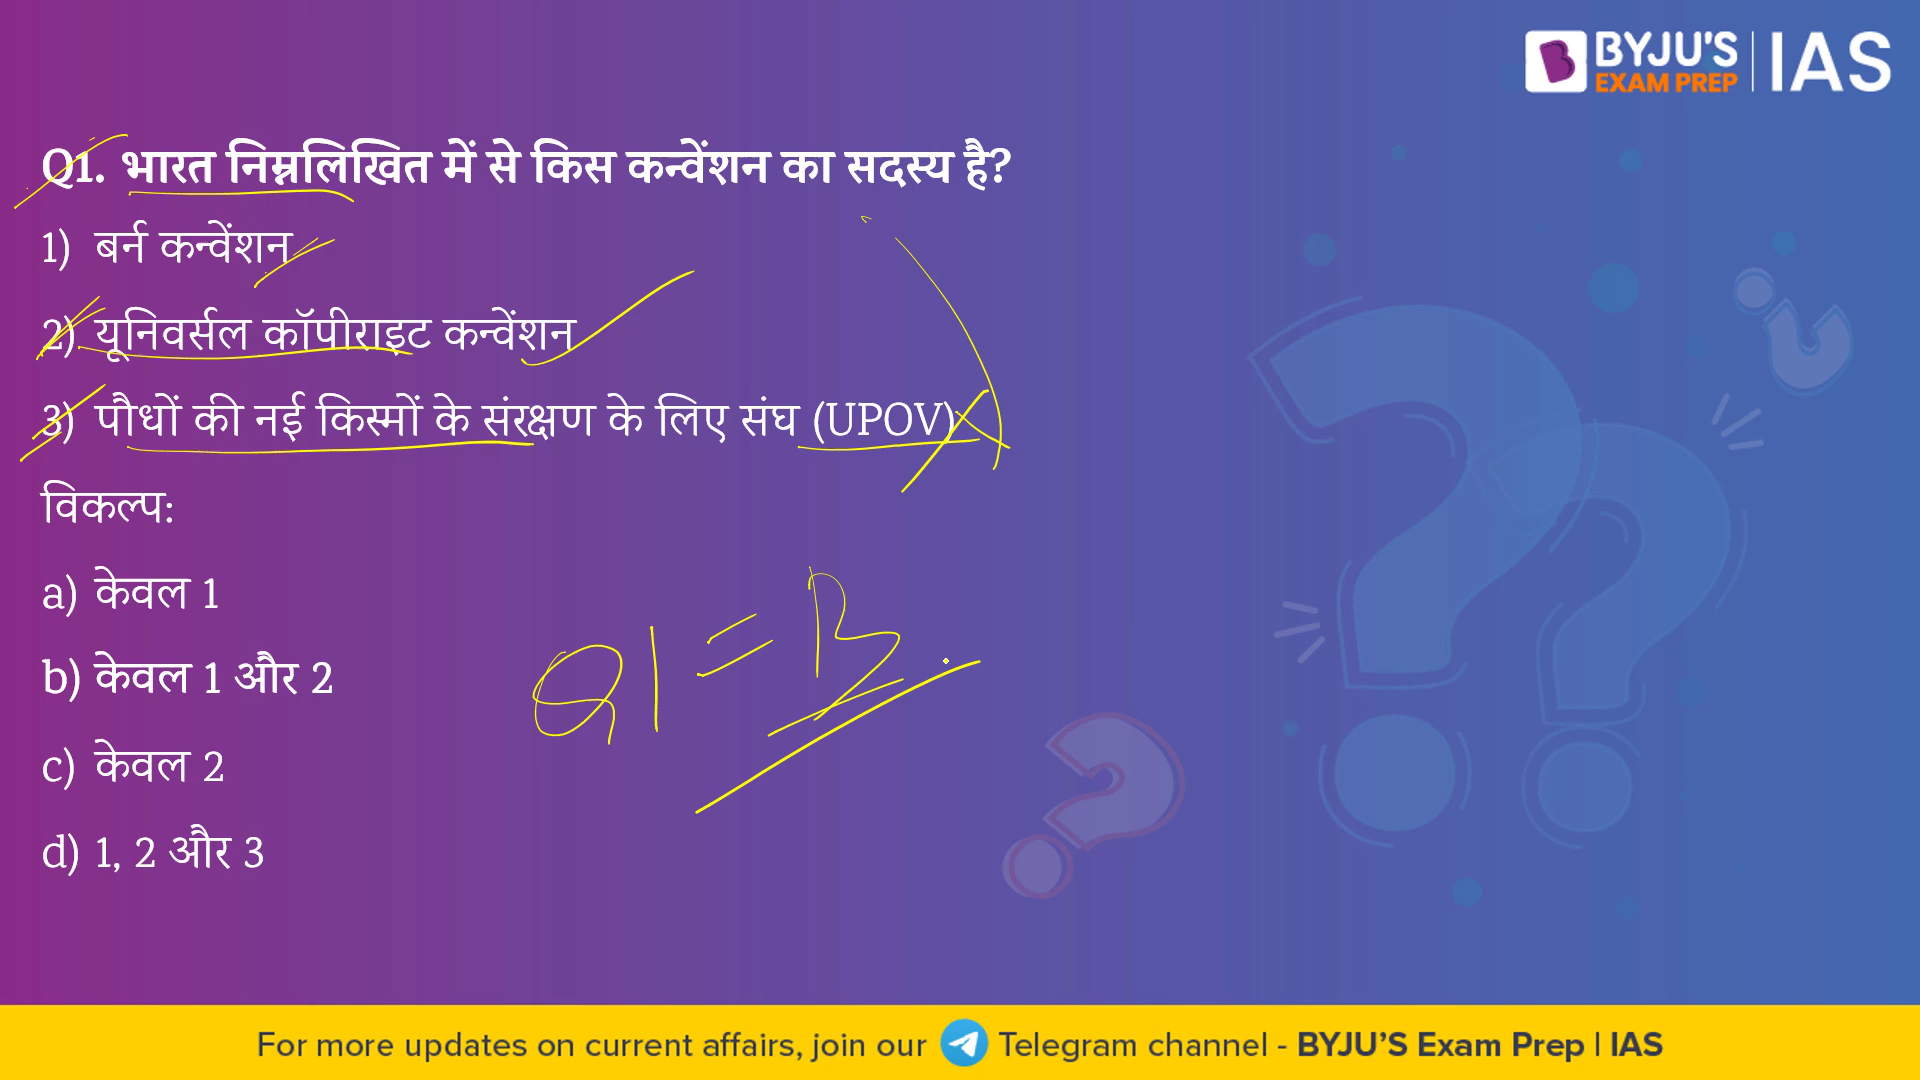 BYJU'S
EXAM PREP
IAS
Q1. भारत निम्नलिखित में से किस कन्वेंशन का सदस्य है?
1) बर्न कन्वेंशन
2) यूनिवर्सल कॉपीराइट कन्वेंशन
3) पौधों की नई किस्मों के संरक्षण के लिए संघ (UPOV)
विकल्प:
a) केवल 1
b) केवल 1 और 2
c) केवल 2
d) 1, 2 और 3
Q1 = B
For more updates on current affairs, join our Telegram channel - BYJU'S Exam Prep | IAS